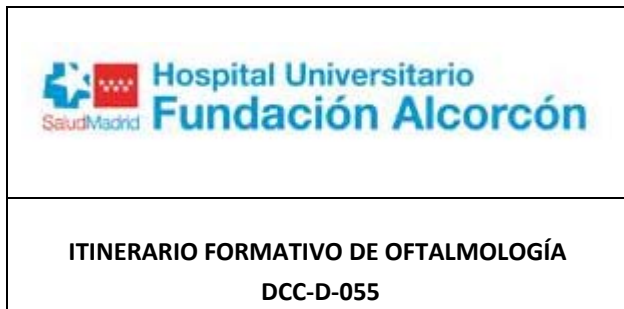 Hospital Universitario
SaludMadrid Fundación Alcorcón
ITINERARIO FORMATIVO DE OFTALMOLOGÍA
DCC-D-055